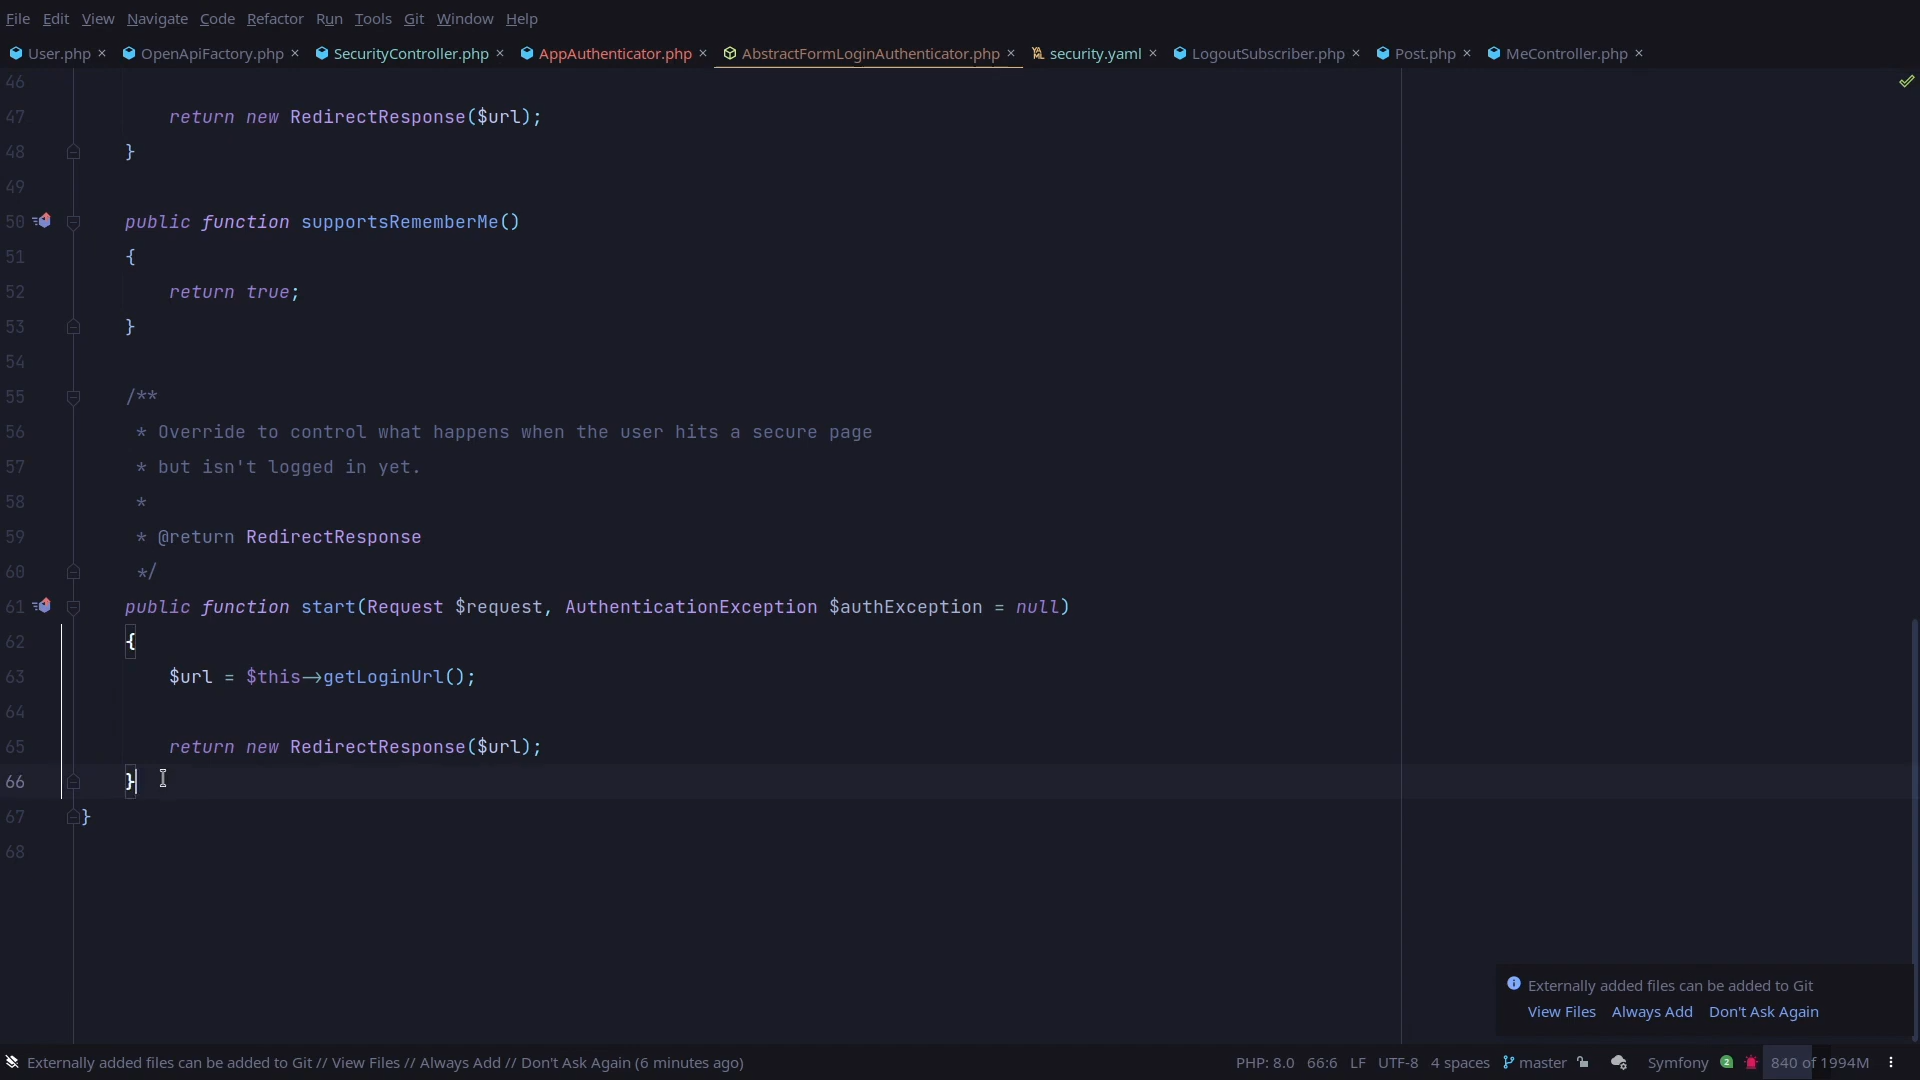 File Edit View Navigate Code Refactor Run Tools Git Window Help
User.php × OpenApiFactory.php × SecurityController.php × AppAuthenticator.php × AbstractFormLoginAuthenticator.php × security.yaml × LogoutSubscriber.php × Post.php × MeController.php ×
46
47 return new RedirectResponse($url);
48 }
49
50 public function supportsRememberMe()
51 {
52 return true;
53 }
54
55 /**
56 * Override to control what happens when the user hits a secure page
57 * but isn't logged in yet.
58 *
59 * @return RedirectResponse
60 */
61 public function start(Request $request, AuthenticationException $authException = null)
62 {
63 $url = $this->getLoginUrl();
64
65 return new RedirectResponse($url);
66 }
67 }
68
Externally added files can be added to Git
View Files Always Add Don't Ask Again
Externally added files can be added to Git // View Files // Always Add // Don't Ask Again (6 minutes ago) PHP: 8.0 66:6 LF UTF-8 4 spaces master Symfony 2 840 of 1994M